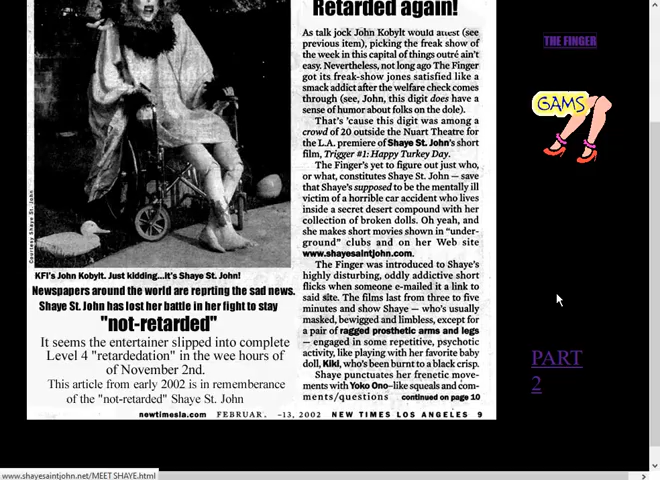 Retarded again!
As talk jock John Kobylt would attest (see
previous item), picking the freak show of
the week in this capital of things outré ain't
easy. Nevertheless, not long ago The Finger
got its freak-show jones satisfied like a
smack addict after the welfare check comes
through (see, John, this digit does have a
sense of humor about folks on the dole).
That's 'cause this digit was among a
crowd of 20 outside the Nuart Theatre for
the L.A. premiere of Shaye St. John's short
film, Trigger #1: Happy Turkey Day.
The Finger's yet to figure out just who,
or what, constitutes Shaye St. John — save
that Shaye's supposed to be the mentally ill
victim of a horrible car accident who lives
inside a secret desert compound with her
collection of broken dolls. Oh yeah, and
she makes short movies shown in "under-
ground" clubs and on her Web site
www.shayesaintjohn.com.
The Finger was introduced to Shaye's
highly disturbing, oddly addictive short
flicks when someone e-mailed it a link to
said site. The films last from three to five
minutes and show Shaye — who's usually
masked, bewigged and limbless, except for
a pair of ragged prosthetic arms and legs
— engaged in some repetitive, psychotic
activity, like playing with her favorite baby
doll, Kiki, who's been burnt to a black crisp.
Shaye punctuates her frenetic move-
ments with Yoko Ono–like squeals and com-
ments/questions continued on page 10
Courtesy Shaye St. John
KFI's John Kobylt. Just kidding...it's Shaye St. John!
Newspapers around the world are reprting the sad news.
Shaye St. John has lost her battle in her fight to stay
"not-retarded"
It seems the entertainer slipped into complete
Level 4 "retardedation" in the wee hours of
of November 2nd.
This article from early 2002 is in rememberance
of the "not-retarded" Shaye St. John
newtimesla.com FEBRUAR. –13, 2002 NEW TIMES LOS ANGELES 9
THE FINGER
GAMS
PART
2
www.shayesaintjohn.net/MEET SHAYE.html